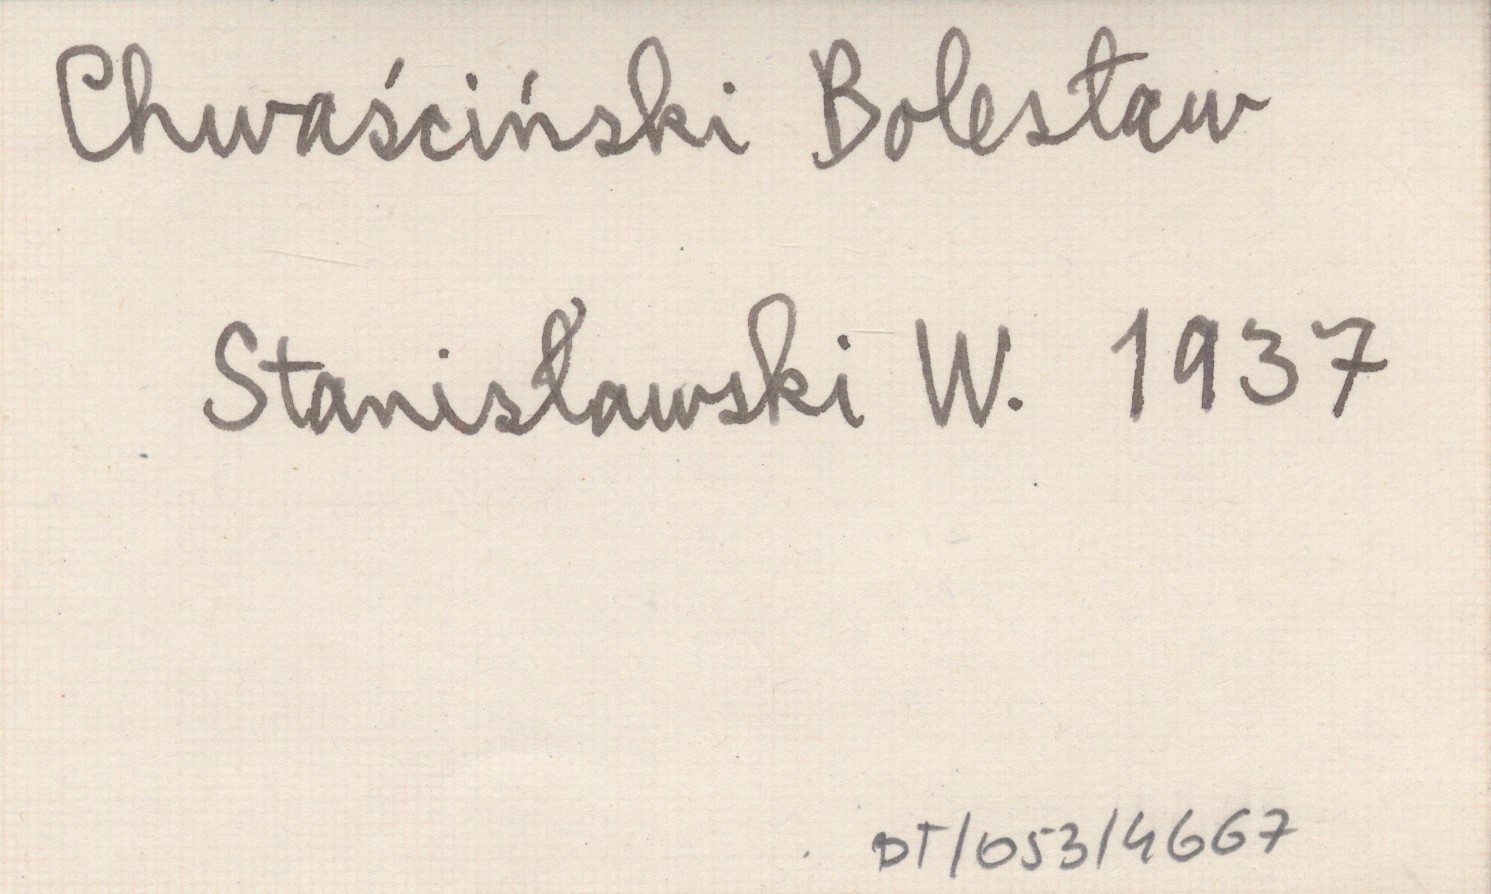 Chwaściński Bolesław
Stanisławski W. 1937
DT/053/4667